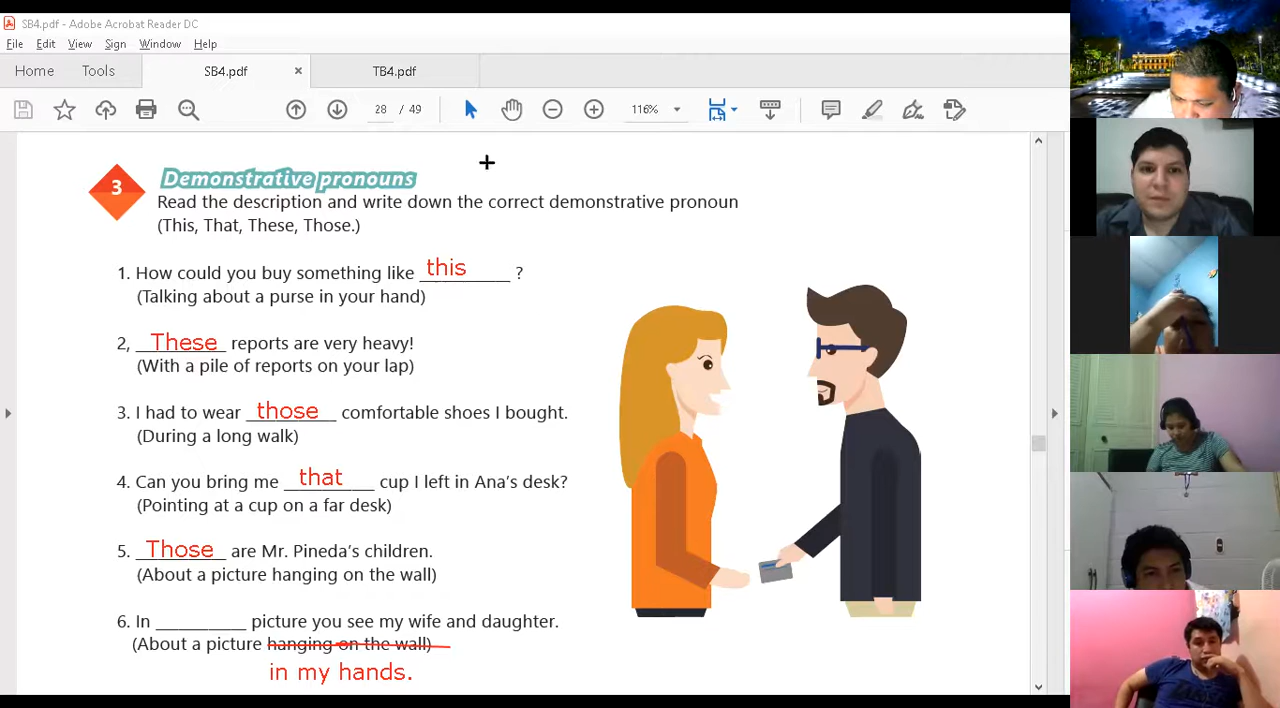 SB4.pdf - Adobe Acrobat Reader DC
File Edit View Sign Window Help
Home Tools SB4.pdf × TB4.pdf
28 / 49 116%
3 Demonstrative pronouns
Read the description and write down the correct demonstrative pronoun
(This, That, These, Those.)
1. How could you buy something like this ?
(Talking about a purse in your hand)
2, These reports are very heavy!
(With a pile of reports on your lap)
3. I had to wear those comfortable shoes I bought.
(During a long walk)
4. Can you bring me that cup I left in Ana's desk?
(Pointing at a cup on a far desk)
5. Those are Mr. Pineda's children.
(About a picture hanging on the wall)
6. In __________ picture you see my wife and daughter.
(About a picture hanging on the wall)
in my hands.